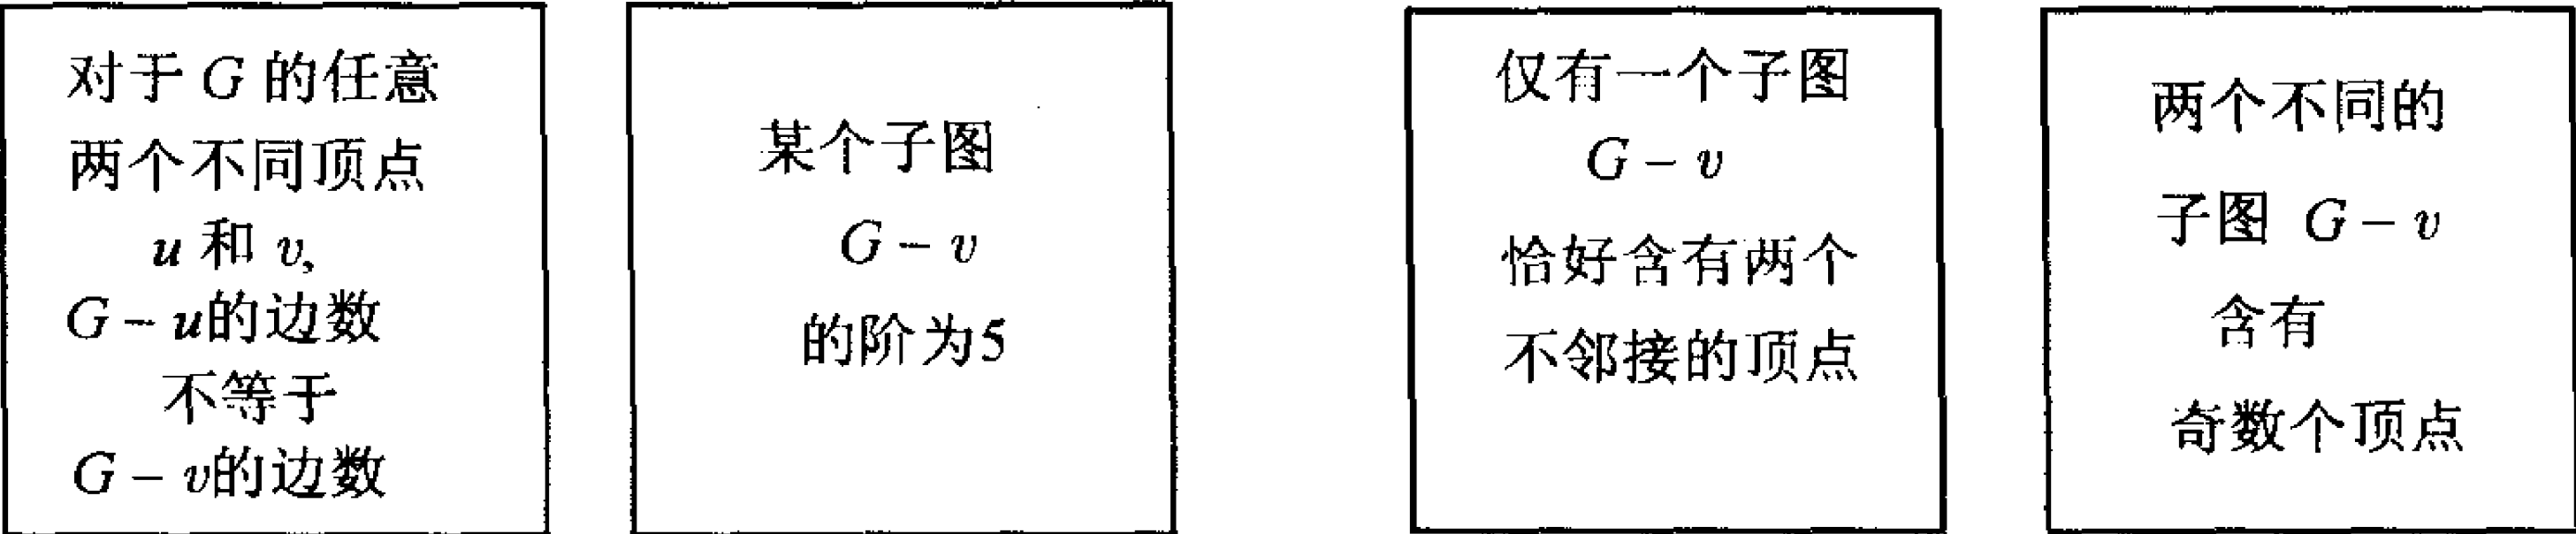 对于 G 的任意
两个不同顶点
u 和 v,
G – u的边数
不等于
G – v的边数
某个子图
G – v
的阶为5
仅有一个子图
G – v
恰好含有两个
不邻接的顶点
两个不同的
子图 G – v
含有
奇数个顶点